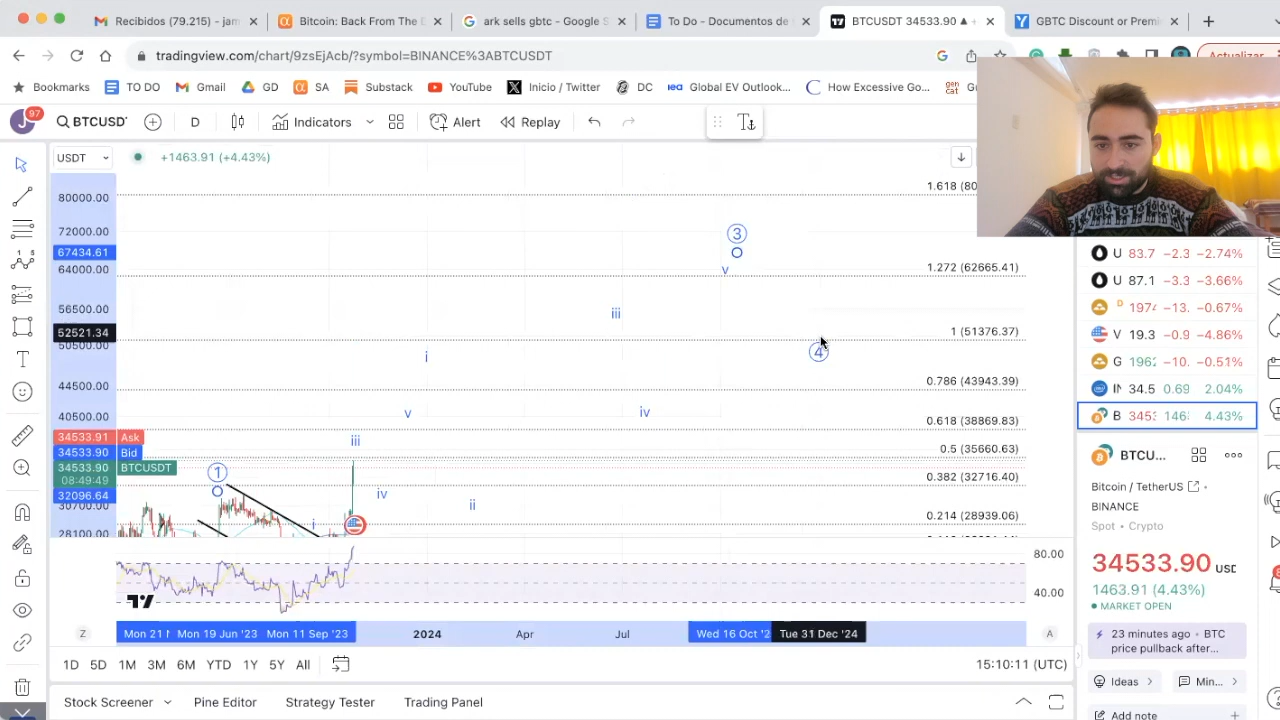 Recibidos (79.215) - jam
Bitcoin: Back From The E
ark sells gbtc - Google S
To Do - Documentos de
BTCUSDT 34533.90 ▲ +
GBTC Discount or Premi
tradingview.com/chart/9zsEjAcb/?symbol=BINANCE%3ABTCUSDT
Actualizar
Bookmarks
TO DO
Gmail
GD
SA
Substack
YouTube
Inicio / Twitter
DC
Global EV Outlook...
How Excessive Go...
97
BTCUSD
D
Indicators
Alert
Replay
USDT
+1463.91 (+4.43%)
80000.00
72000.00
67434.61
64000.00
56500.00
52521.34
50500.00
44500.00
40500.00
34533.91 Ask
34533.90 Bid
34533.90 BTCUSDT
08:49:49
32096.64
30700.00
28100.00
1.618 (80
1.272 (62665.41)
1 (51376.37)
0.786 (43943.39)
0.618 (38869.83)
0.5 (35660.63)
0.382 (32716.40)
0.214 (28939.06)
3
v
iii
i
4
v
iv
iii
1
iv
ii
i
80.00
40.00
Z
Mon 21
Mon 19 Jun '23
Mon 11 Sep '23
2024
Apr
Jul
Wed 16 Oct '2
Tue 31 Dec '24
A
1D
5D
1M
3M
6M
YTD
1Y
5Y
All
15:10:11 (UTC)
Stock Screener
Pine Editor
Strategy Tester
Trading Panel
U 83.7 −2.3 −2.74%
U 87.1 −3.3 −3.66%
D 1974 −13. −0.67%
V 19.3 −0.9 −4.86%
G 1962 −10. −0.51%
IN 34.5 0.69 2.04%
B 3453 1463 4.43%
BTCU...
Bitcoin / TetherUS
BINANCE
Spot • Crypto
34533.90 USD
1463.91 (4.43%)
MARKET OPEN
23 minutes ago • BTC
price pullback after...
Ideas
Min...
Add note